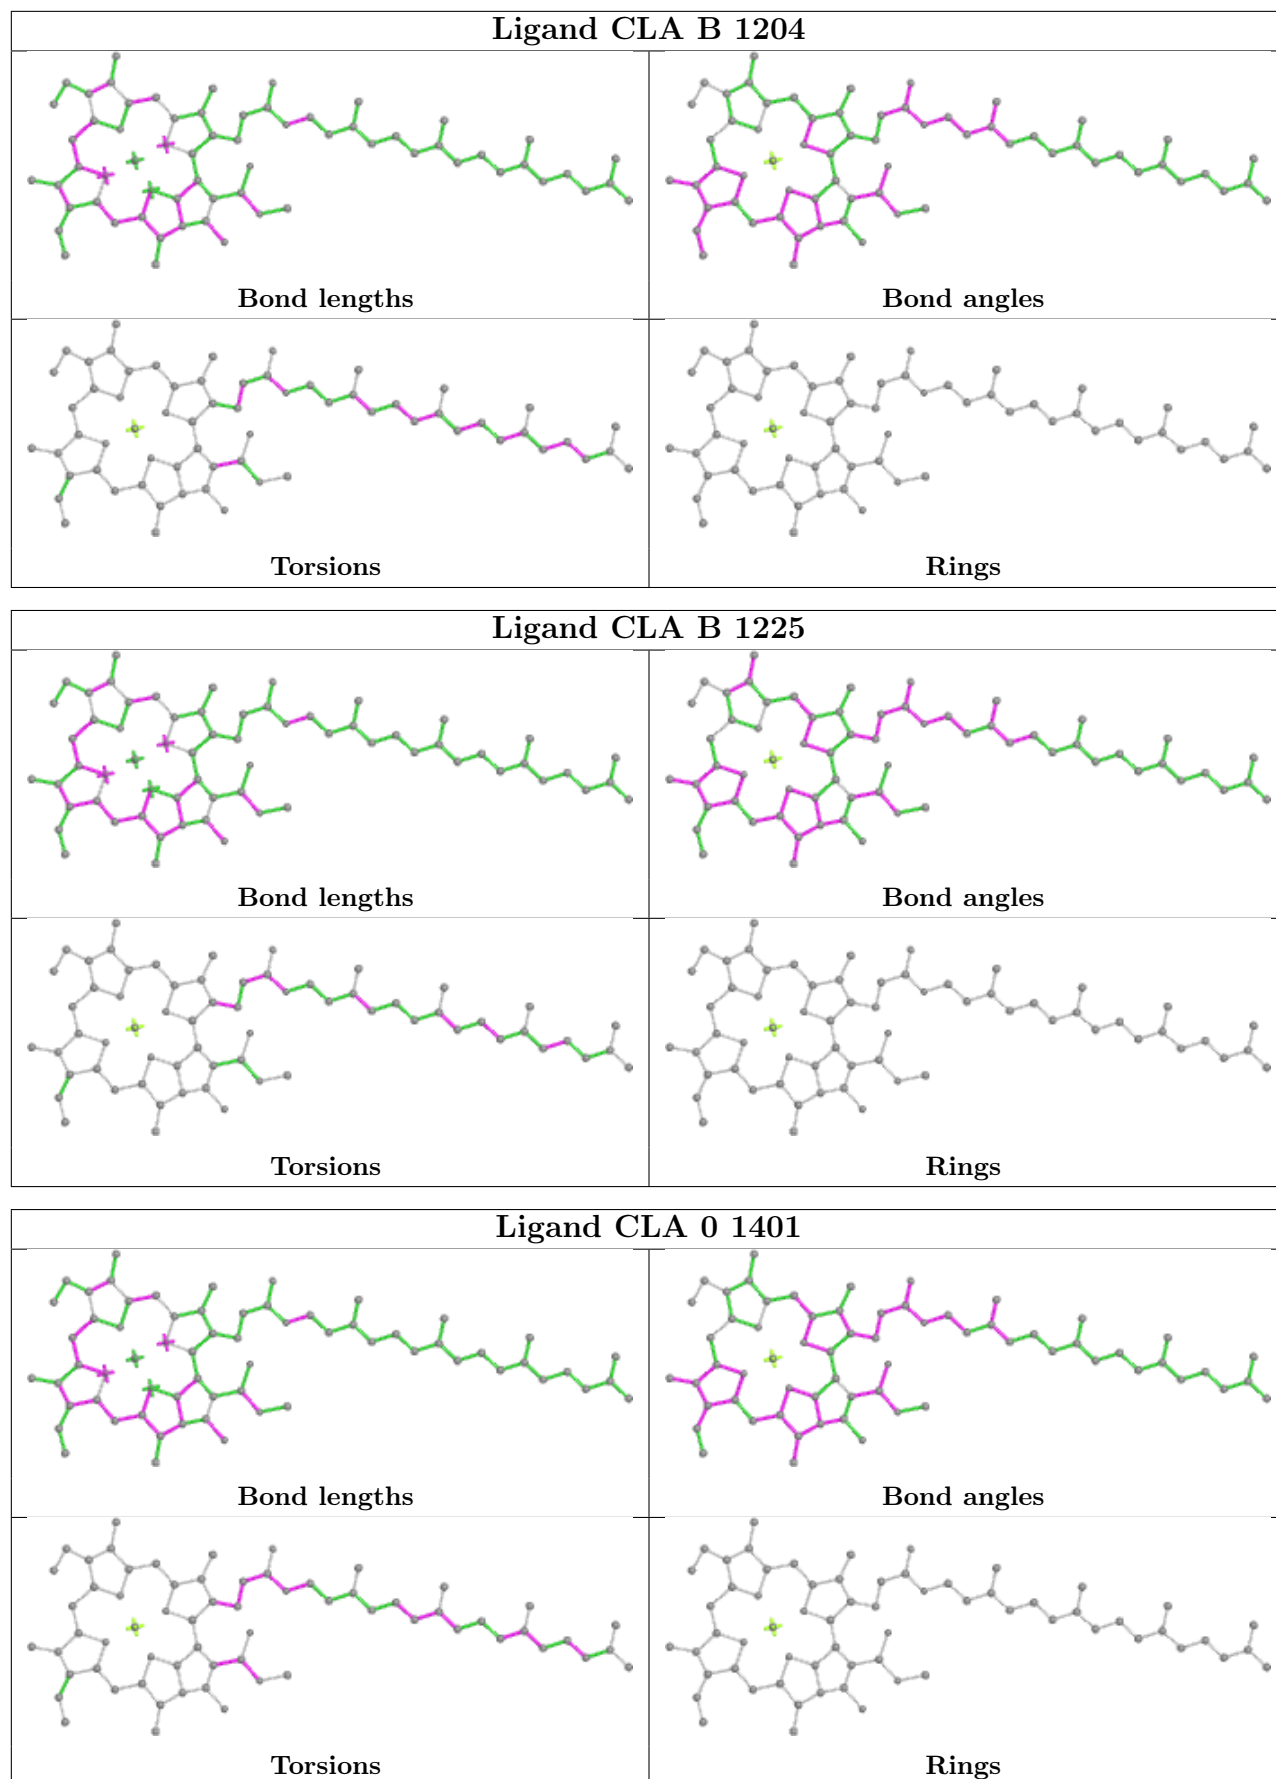 Ligand CLA B 1204
Bond lengths
Bond angles
Torsions
Rings
Ligand CLA B 1225
Bond lengths
Bond angles
Torsions
Rings
Ligand CLA 0 1401
Bond lengths
Bond angles
Torsions
Rings